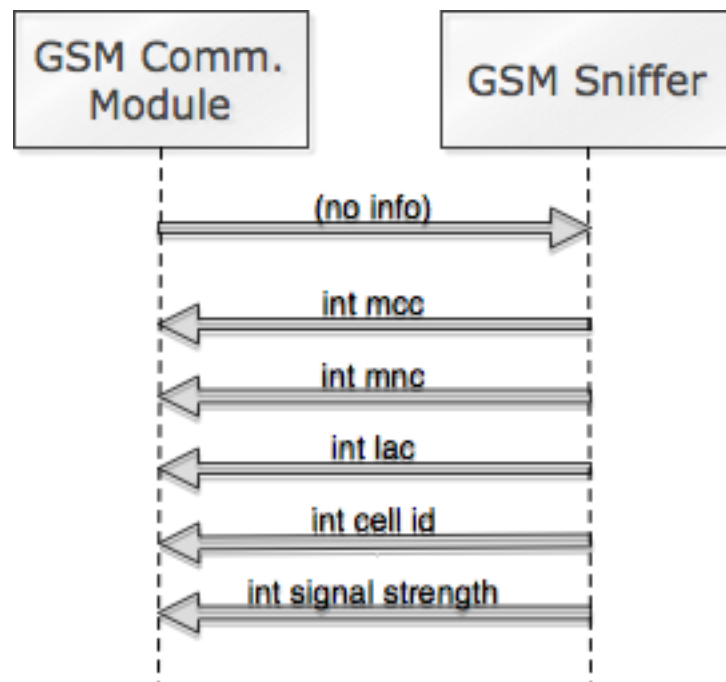 GSM Comm.
Module
GSM Sniffer
(no info)
int mcc
int mnc
int lac
int cell id
int signal strength